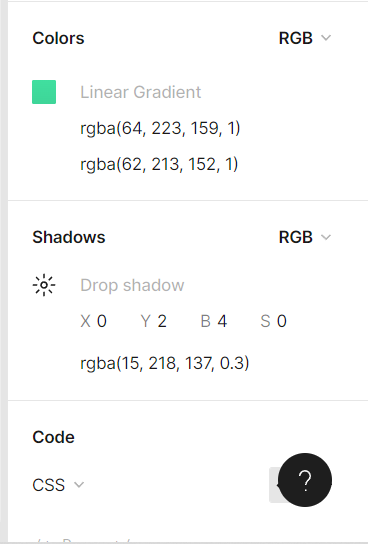 Colors RGB
Linear Gradient
rgba(64, 223, 159, 1)
rgba(62, 213, 152, 1)
Shadows RGB
Drop shadow
X 0 Y 2 B 4 S 0
rgba(15, 218, 137, 0.3)
Code
CSS ?